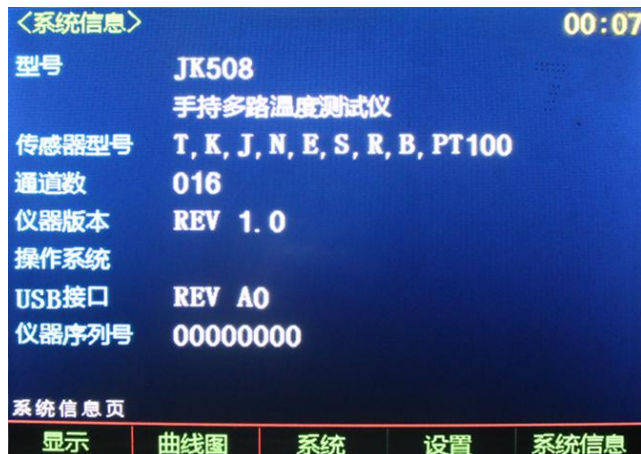 <系统信息> 00:07
型号 JK508
手持多路温度测试仪
传感器型号 T, K, J, N, E, S, R, B, PT100
通道数 016
仪器版本 REV 1.0
操作系统
USB接口 REV A0
仪器序列号 00000000
系统信息页
显示 曲线图 系统 设置 系统信息